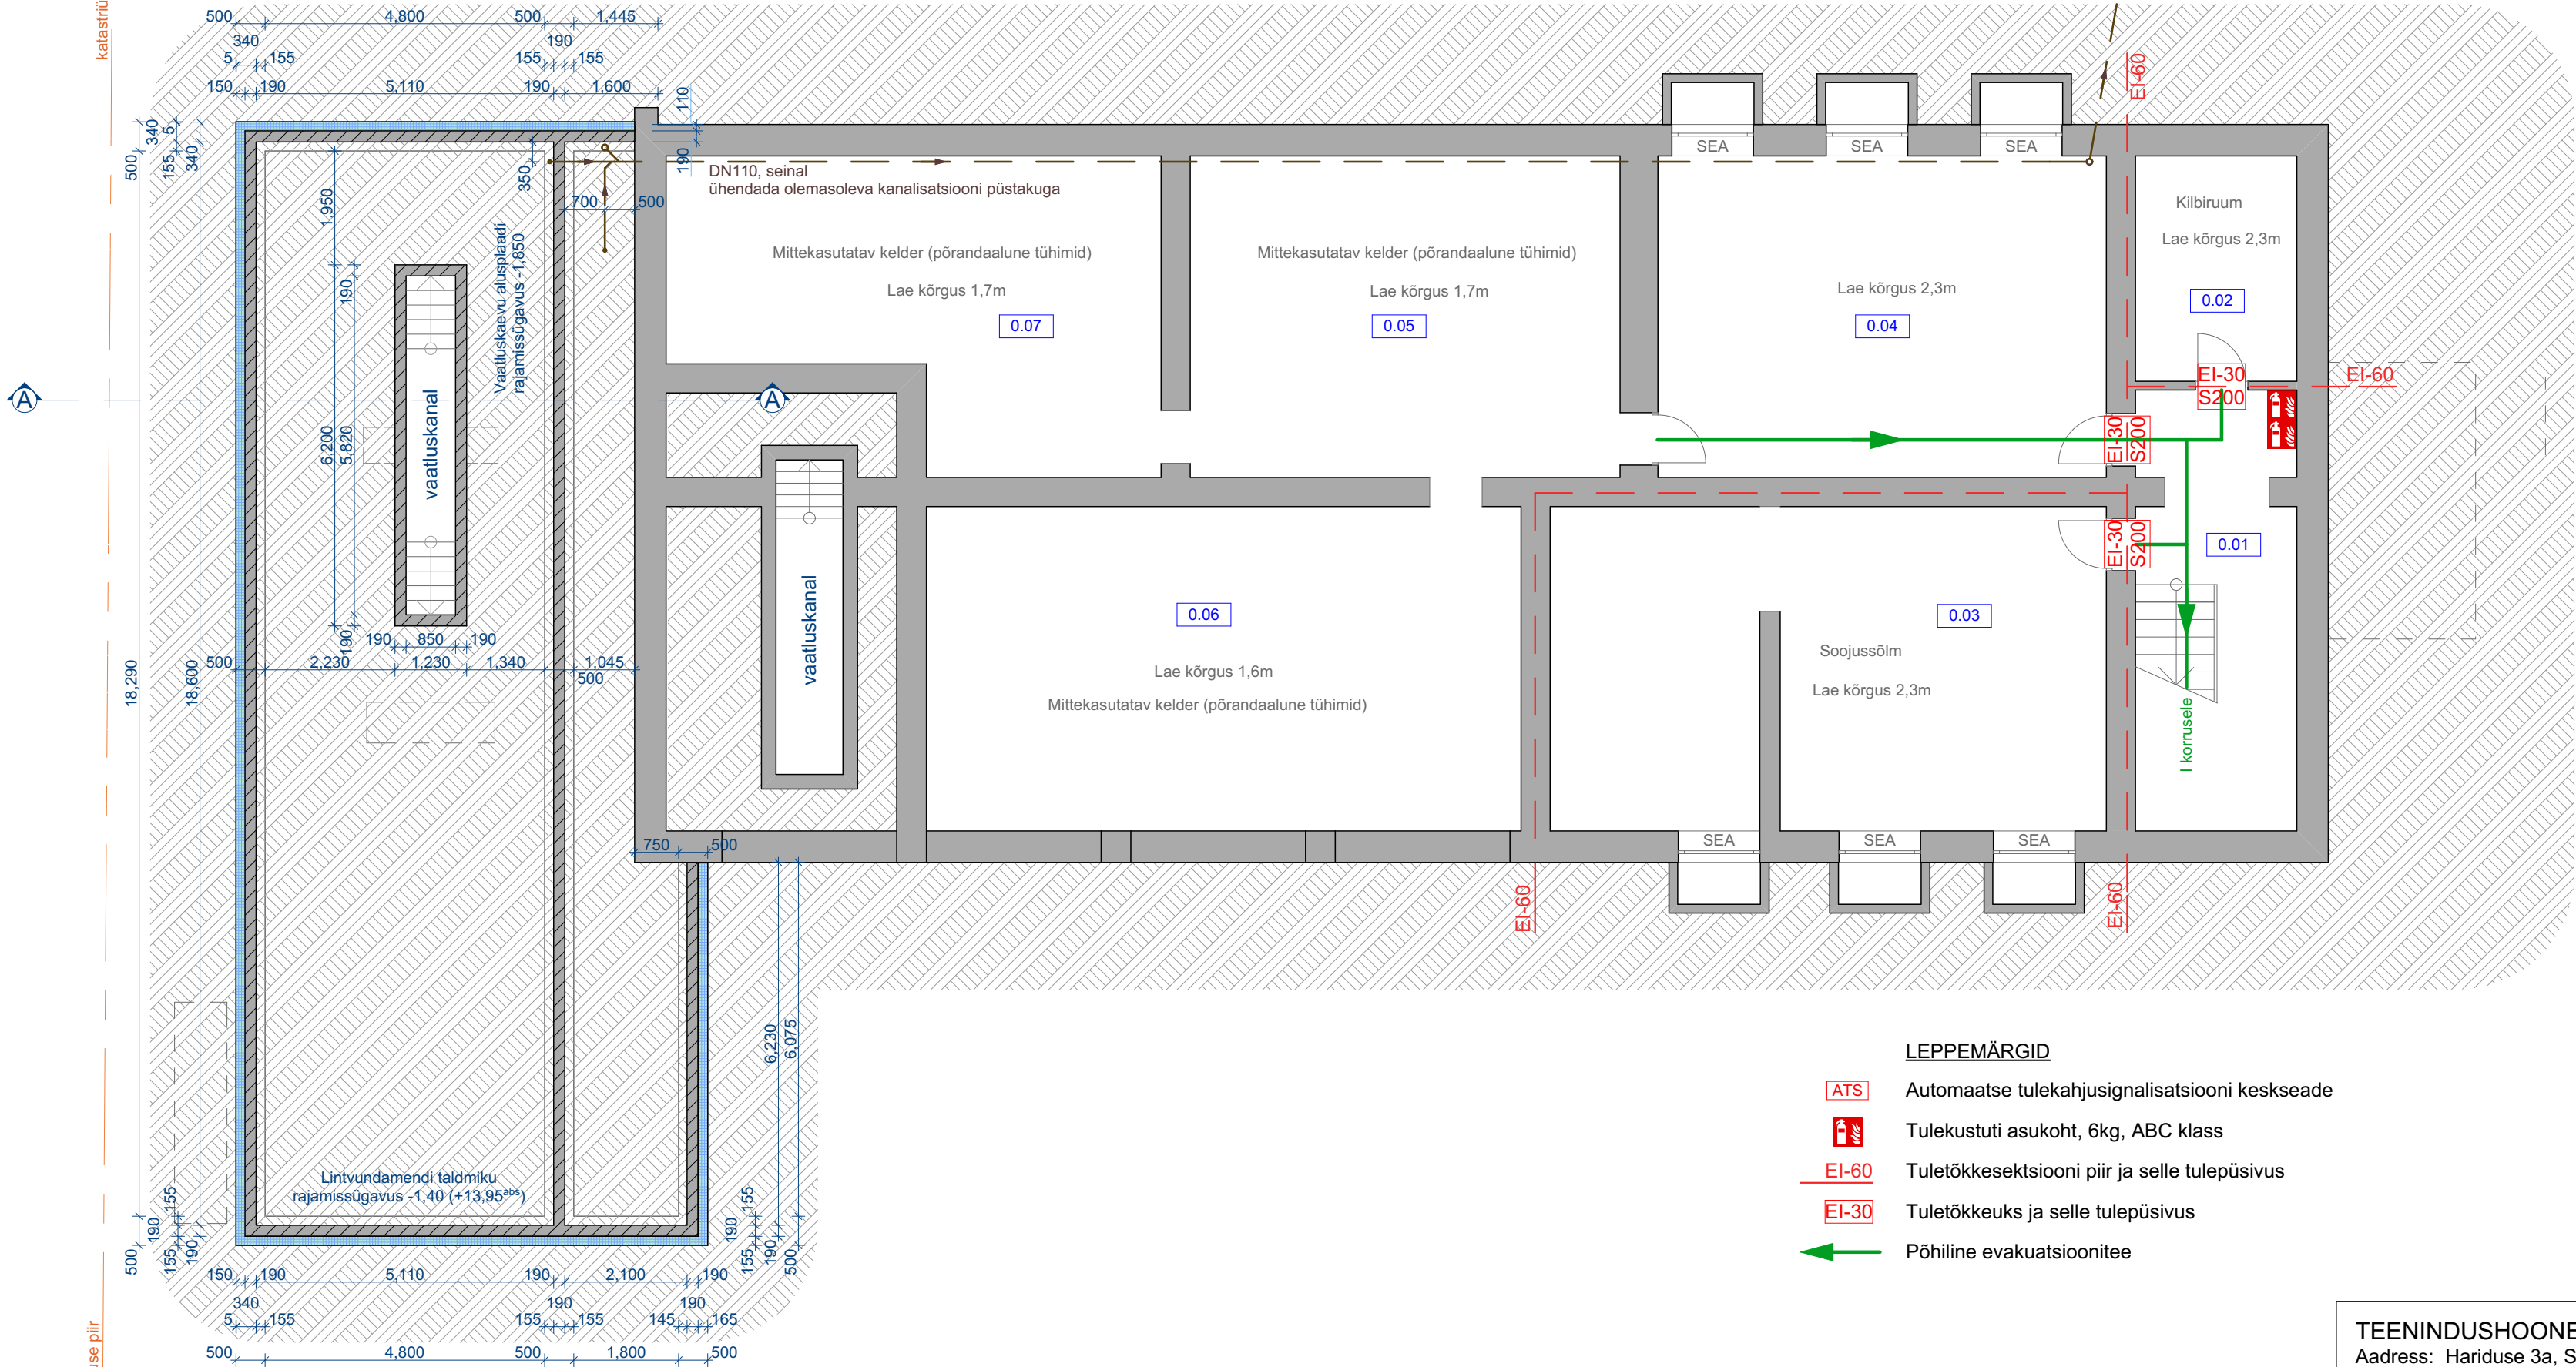 katastriü
500 4,800 500 1,445
340 190
5 155 155 155
150 190 5,110 190 1,600
110
190
340
5
155
500
340
350
1,950
700 500
DN110, seinal
ühendada olemasoleva kanalisatsiooni püstakuga
SEA
SEA
SEA
EI-60
Kilbiruum
Lae kõrgus 2,3m
0.02
Mittekasutatav kelder (põrandaalune tühimid)
Lae kõrgus 1,7m
0.07
Mittekasutatav kelder (põrandaalune tühimid)
Lae kõrgus 1,7m
0.05
Lae kõrgus 2,3m
0.04
Vaatluskaevu alusplaadi
rajamissügavus -1,850
190
6,200
5,820
190
vaatluskanal
A
A
EI-30
S200
EI-60
EI-30
S200
EI-30
S200
0.01
I korrusele
vaatluskanal
0.06
Lae kõrgus 1,6m
Mittekasutatav kelder (põrandaalune tühimid)
0.03
Soojussõlm
Lae kõrgus 2,3m
190 850 190
500 2,230 1,230 1,340 1,045
500
18,290
18,600
750 500
SEA
SEA
SEA
EI-60
EI-60
6,230
6,075
Lintvundamendi taldmiku
rajamissügavus -1,40 (+13,95abs)
155
190
500
155
190
155
190
155
190
500
150 190 5,110 190 2,100 190
340 190 190
5 155 155 155 145 165
500 4,800 500 1,800 500
use piir
LEPPEMÄRGID
ATS Automaatse tulekahjusignalisatsiooni keskseade
Tulekustuti asukoht, 6kg, ABC klass
EI-60 Tuletõkkesektsiooni piir ja selle tulepüsivus
EI-30 Tuletõkkeuks ja selle tulepüsivus
Põhiline evakuatsioonitee
TEENINDUSHOONE
Aadress: Hariduse 3a, S